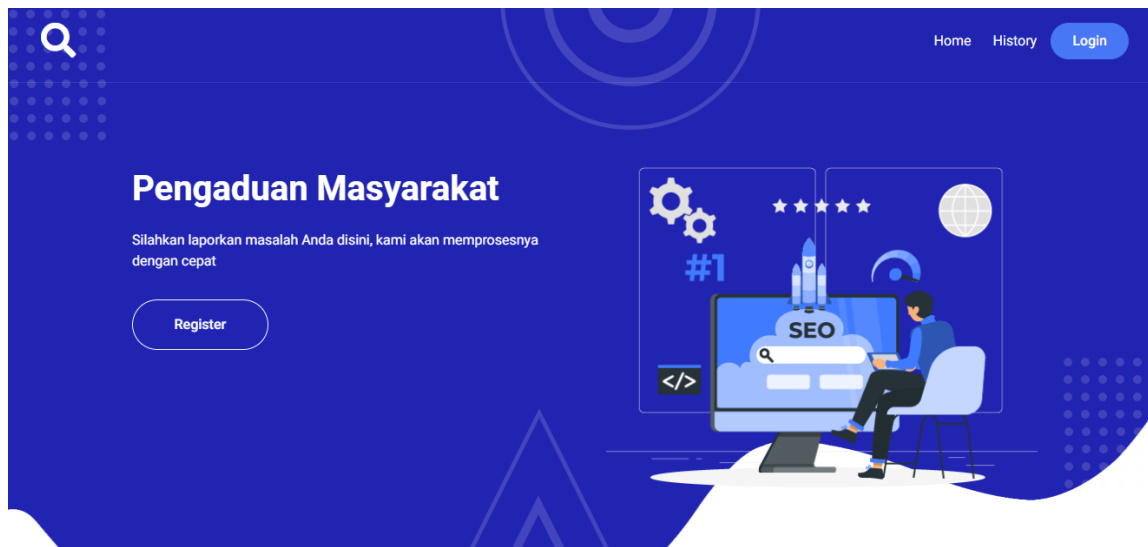 Home History Login
Pengaduan Masyarakat
Silahkan laporkan masalah Anda disini, kami akan memprosesnya
dengan cepat
Register
#1
SEO
</>